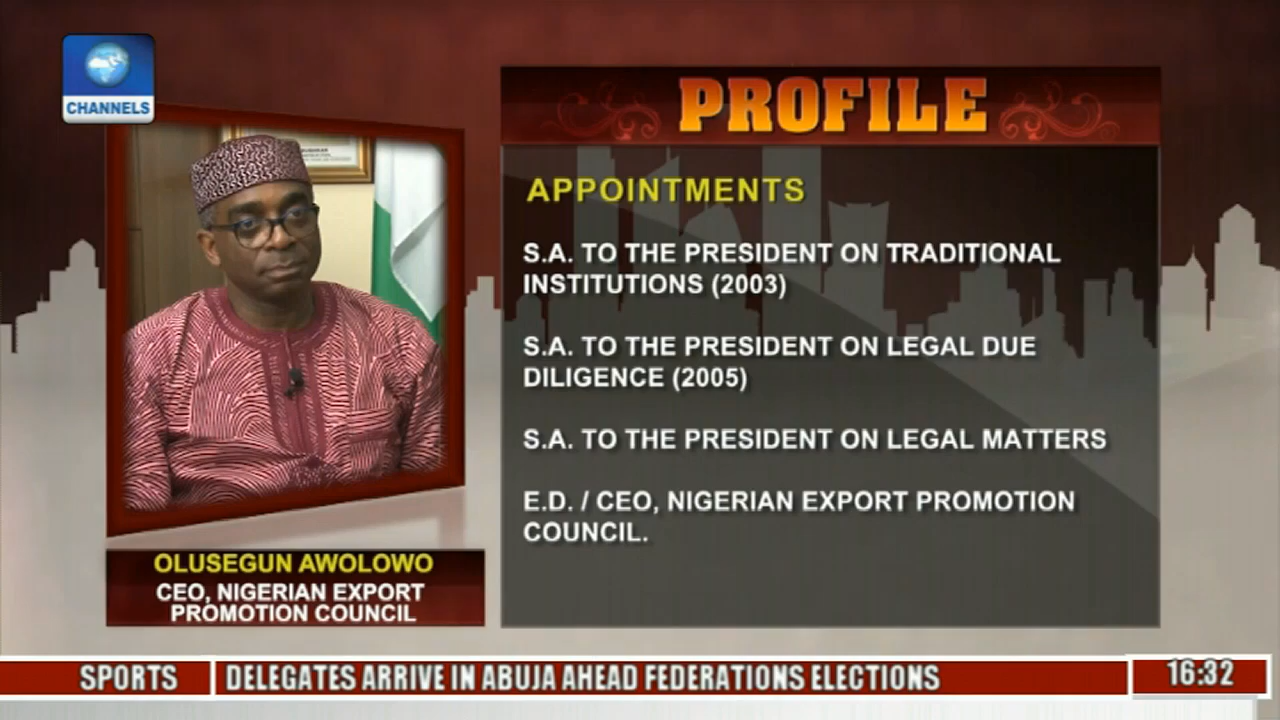 CHANNELS
PROFILE
APPOINTMENTS
S.A. TO THE PRESIDENT ON TRADITIONAL
INSTITUTIONS (2003)
S.A. TO THE PRESIDENT ON LEGAL DUE
DILIGENCE (2005)
S.A. TO THE PRESIDENT ON LEGAL MATTERS
E.D. / CEO, NIGERIAN EXPORT PROMOTION
COUNCIL.
OLUSEGUN AWOLOWO
CEO, NIGERIAN EXPORT
PROMOTION COUNCIL
SPORTS
DELEGATES ARRIVE IN ABUJA AHEAD FEDERATIONS ELECTIONS
16:32